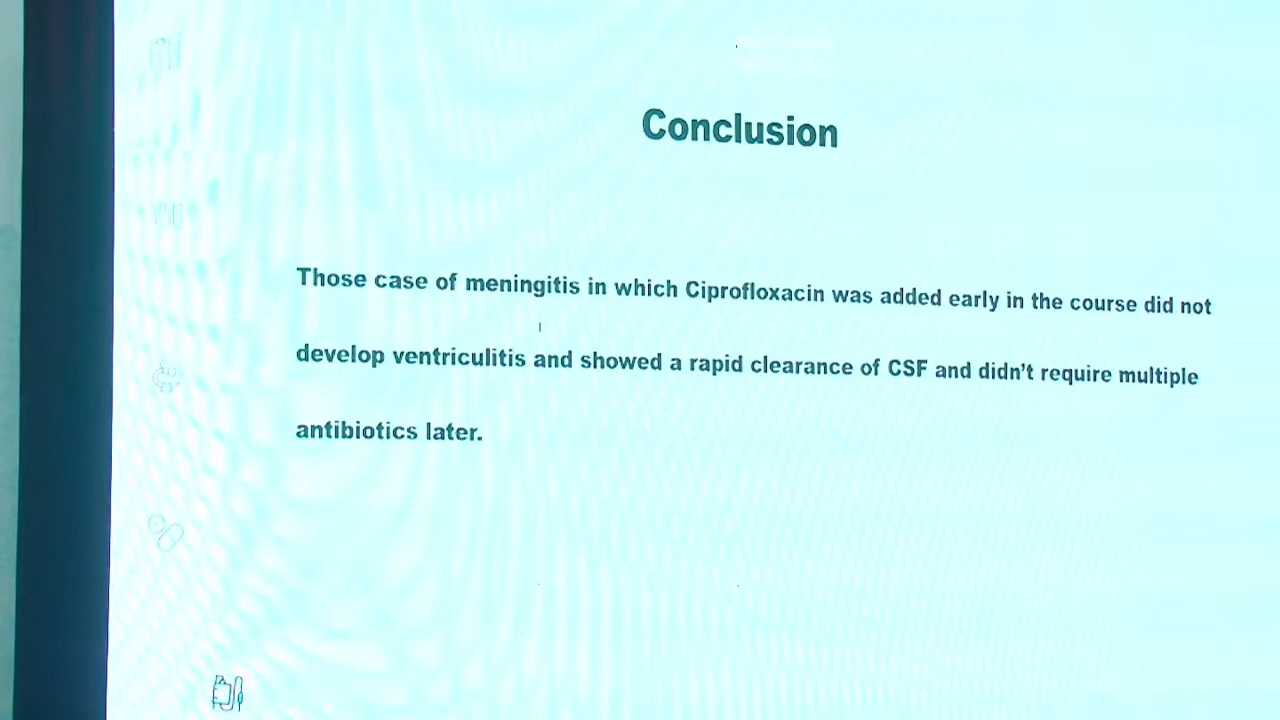 Conclusion
Those case of meningitis in which Ciprofloxacin was added early in the course did not
develop ventriculitis and showed a rapid clearance of CSF and didn't require multiple
antibiotics later.